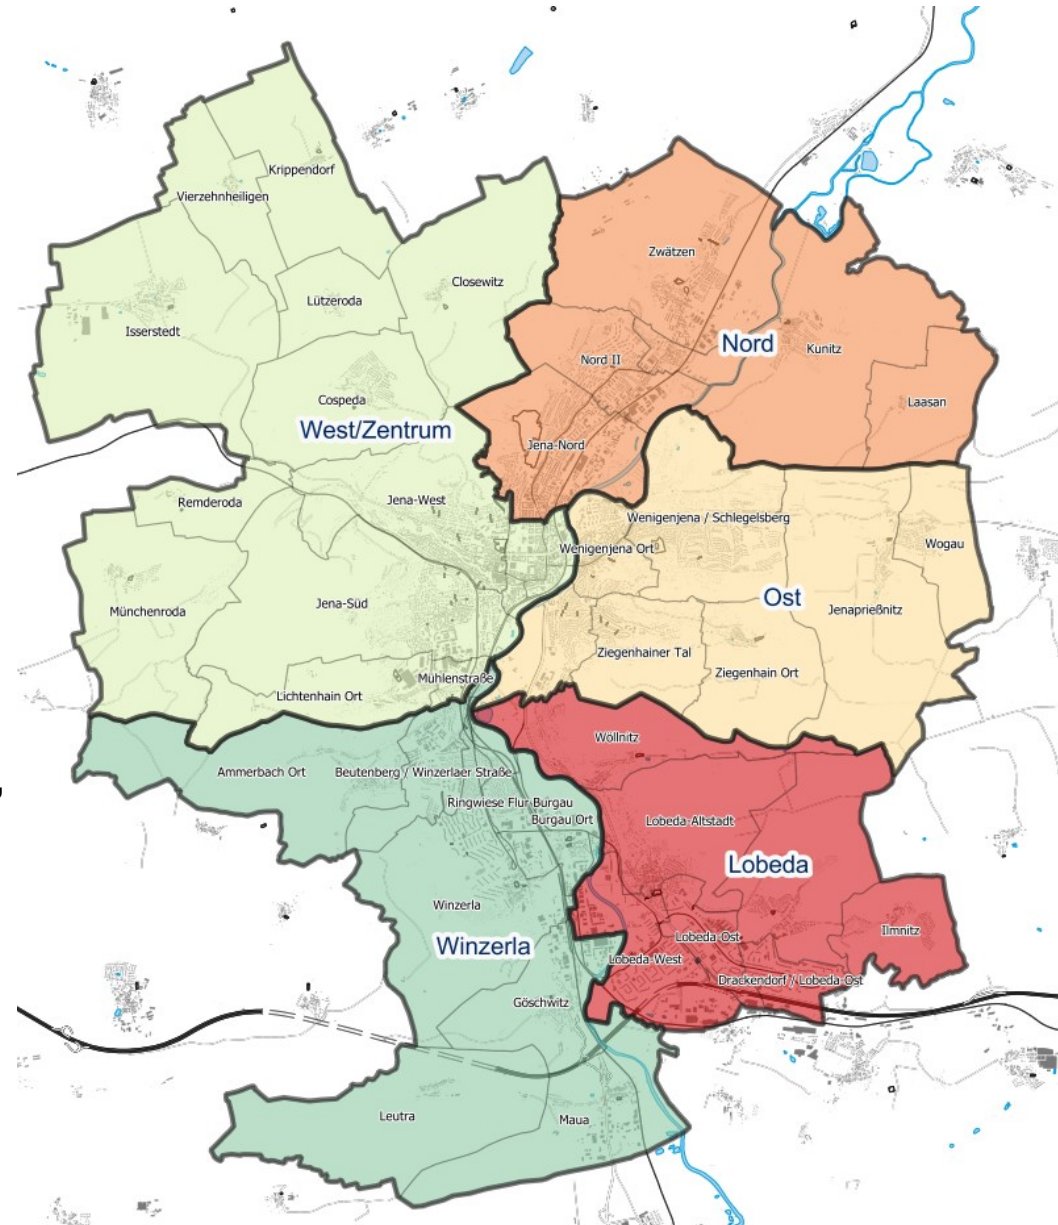 Krippendorf
Vierzehnheiligen
Zwätzen
Closewitz
Lützeroda
Isserstedt
Nord
Kunitz
Nord II
Cospeda
Laasan
West/Zentrum
Jena-Nord
Jena-West
Remderoda
Wenigenjena / Schlegelsberg
Wenigenjena Ort
Wogau
Ost
Jena-Süd
Münchenroda
Jenaprießnitz
Ziegenhainer Tal
Ziegenhain Ort
Mühlenstraße
Lichtenhain Ort
Wöllnitz
Ammerbach Ort
Beutenberg / Winzerlaer Straße
Ringwiese Flur Burgau
Burgau Ort
Lobeda-Altstadt
Lobeda
Winzerla
Ilmnitz
Lobeda-Ost
Winzerla
Lobeda-West
Drackendorf / Lobeda-Ost
Göschwitz
Leutra
Maua